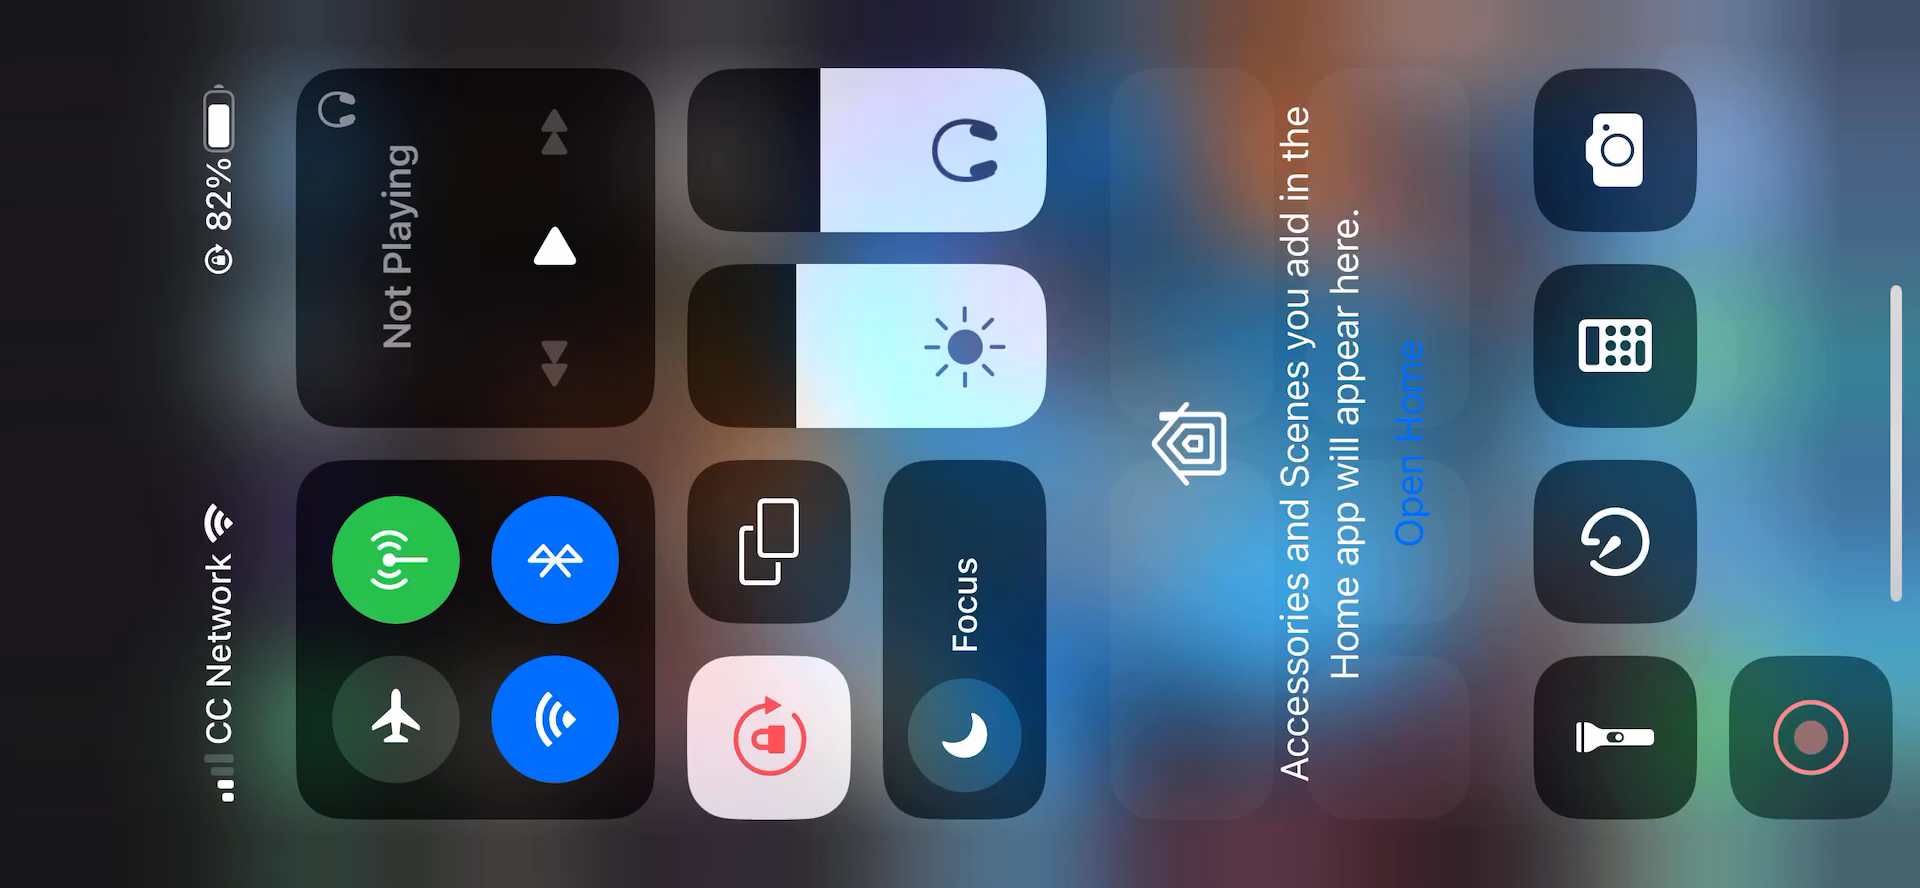 CC Network
82%
Not Playing
Focus
Accessories and Scenes you add in the
Home app will appear here.
Open Home